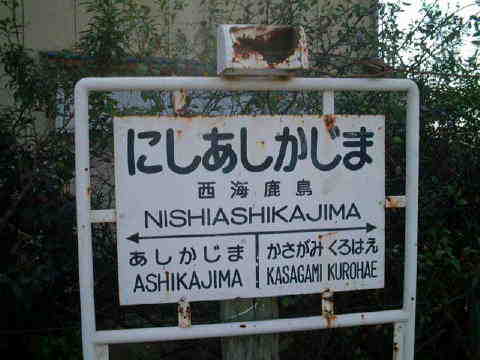 にしあしかじま
西海鹿島
NISHIASHIKAJIMA
あしかじま かさがみくろはえ
ASHIKAJIMA KASAGAMI KUROHAE